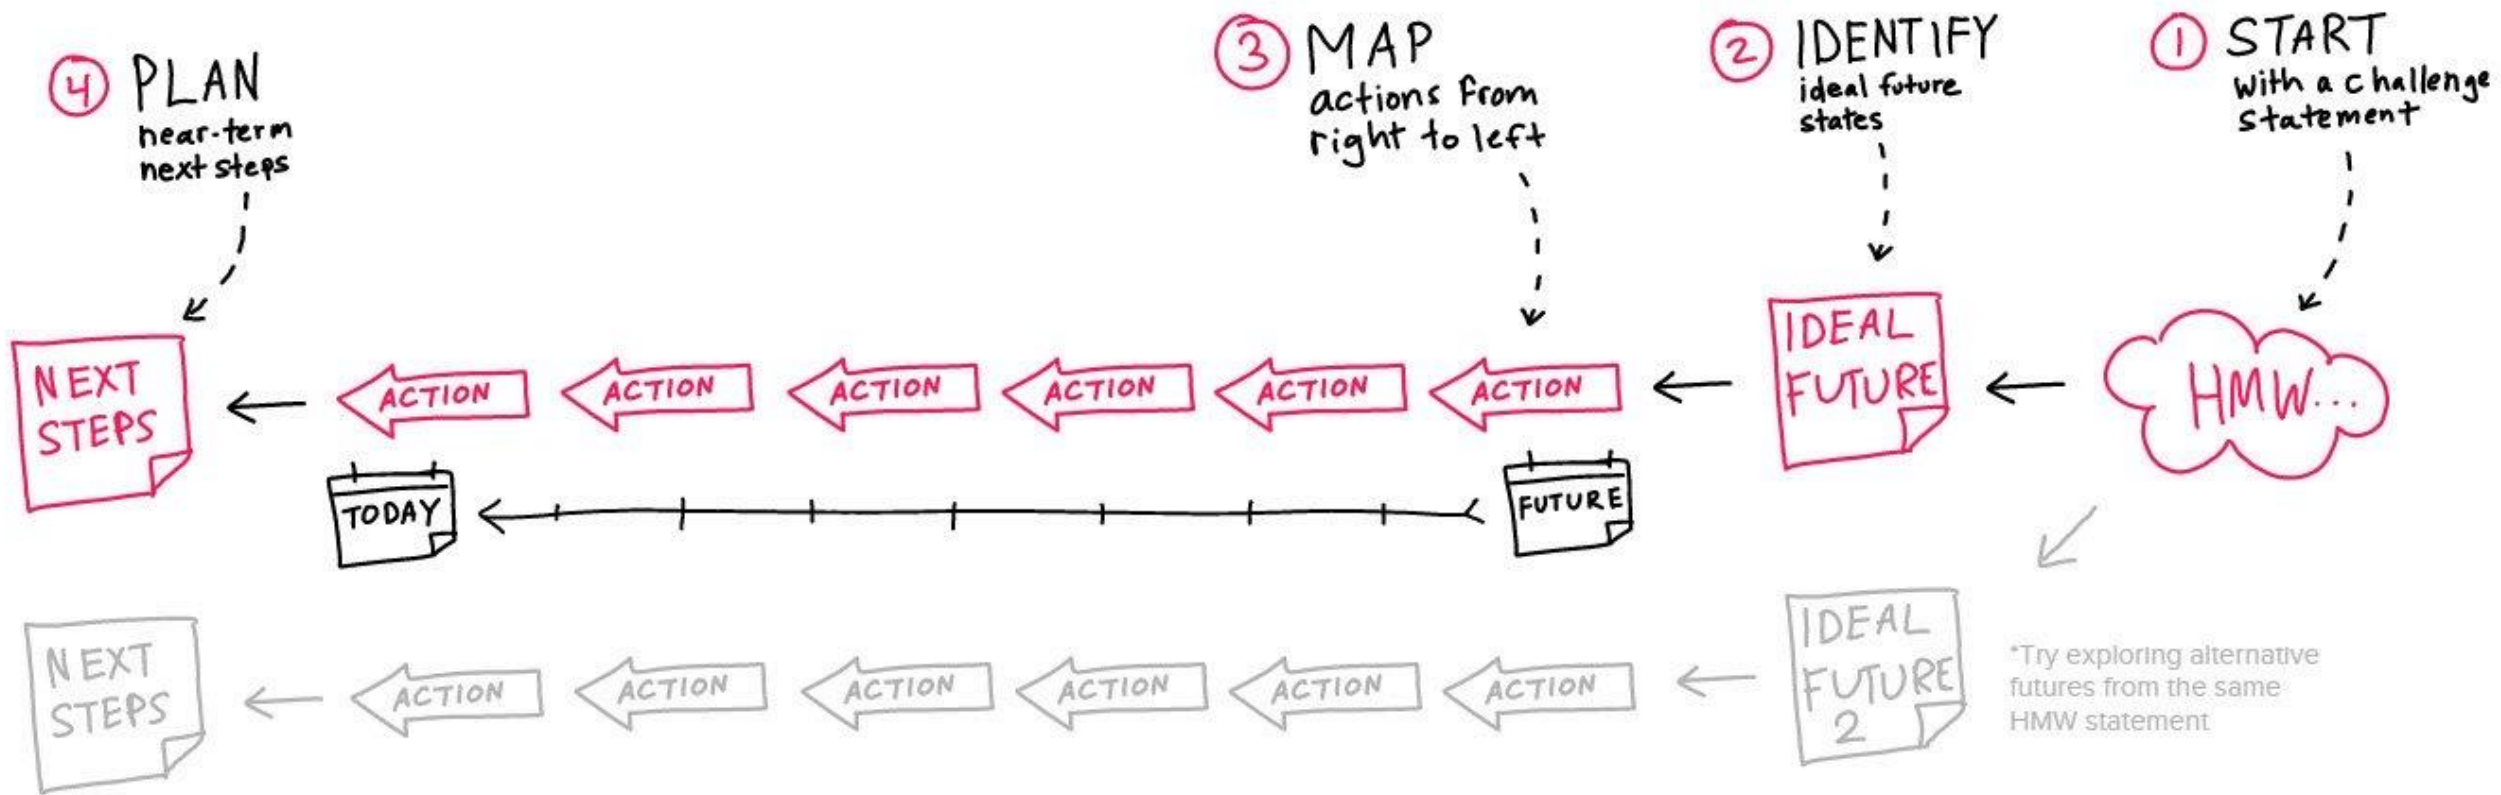 4 PLAN
near-term
next steps
3 MAP
actions from
right to left
2 IDENTIFY
ideal future
states
1 START
with a challenge
statement
NEXT
STEPS
ACTION
ACTION
ACTION
ACTION
ACTION
ACTION
IDEAL
FUTURE
HMW...
TODAY
FUTURE
NEXT
STEPS
ACTION
ACTION
ACTION
ACTION
ACTION
ACTION
IDEAL
FUTURE
2
*Try exploring alternative
futures from the same
HMW statement